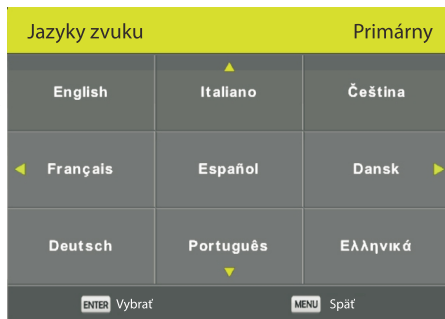 Jazyky zvuku Primárny
English Italiano Čeština
Français Español Dansk
Deutsch Português Ελληνικά
ENTER Vybrať MENU Späť